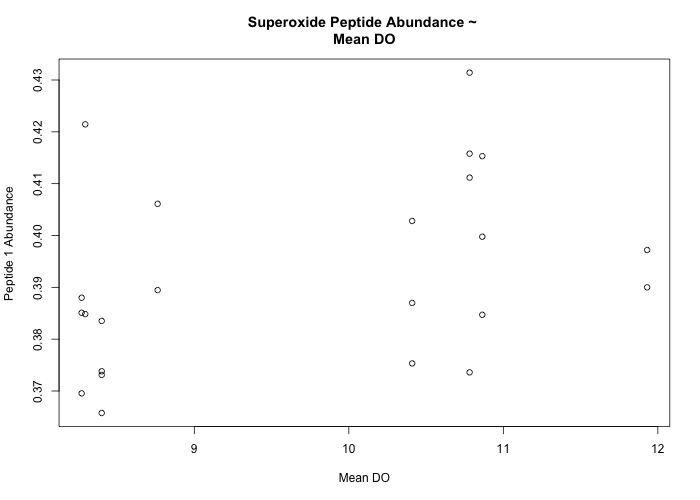 Superoxide Peptide Abundance ~
Mean DO
Peptide 1 Abundance
0.43
0.42
0.41
0.40
0.39
0.38
0.37
9
10
11
12
Mean DO